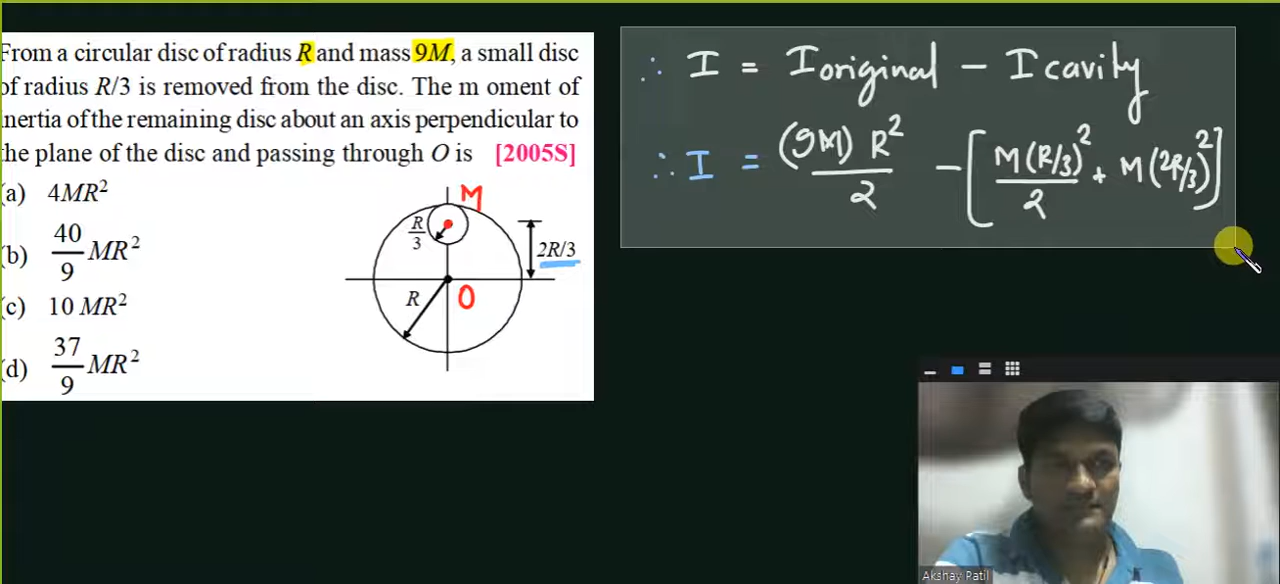 From a circular disc of radius R and mass 9M, a small disc
of radius R/3 is removed from the disc. The m oment of
inertia of the remaining disc about an axis perpendicular to
the plane of the disc and passing through O is [2005S]
(a) 4MR²
(b) 40/9 MR²
(c) 10 MR²
(d) 37/9 MR²
M
R/3
2R/3
R
O
∴ I = Ioriginal - Icavity
∴ I = (9M) R²/2 - [M(R/3)²/2 + M(2R/3)²]
Akshay Patil